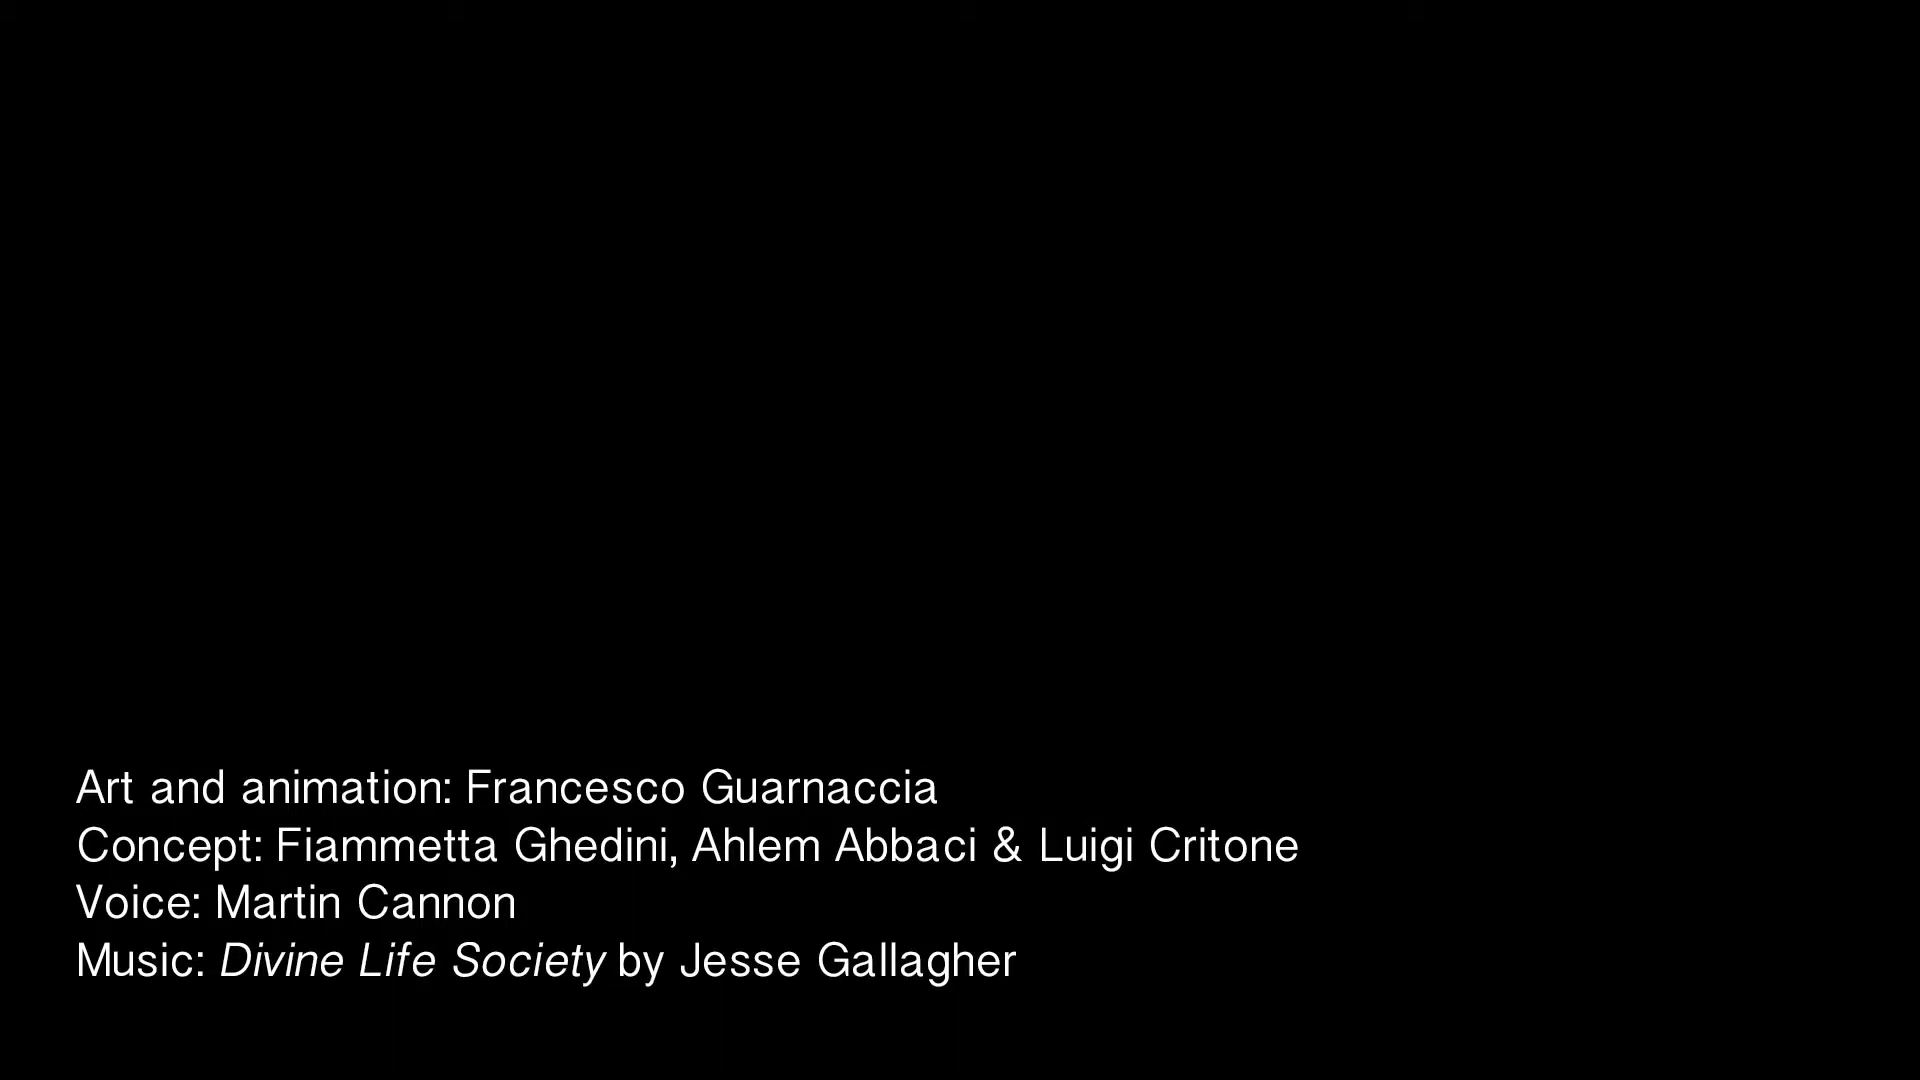 Art and animation: Francesco Guarnaccia
Concept: Fiammetta Ghedini, Ahlem Abbaci & Luigi Critone
Voice: Martin Cannon
Music: Divine Life Society by Jesse Gallagher